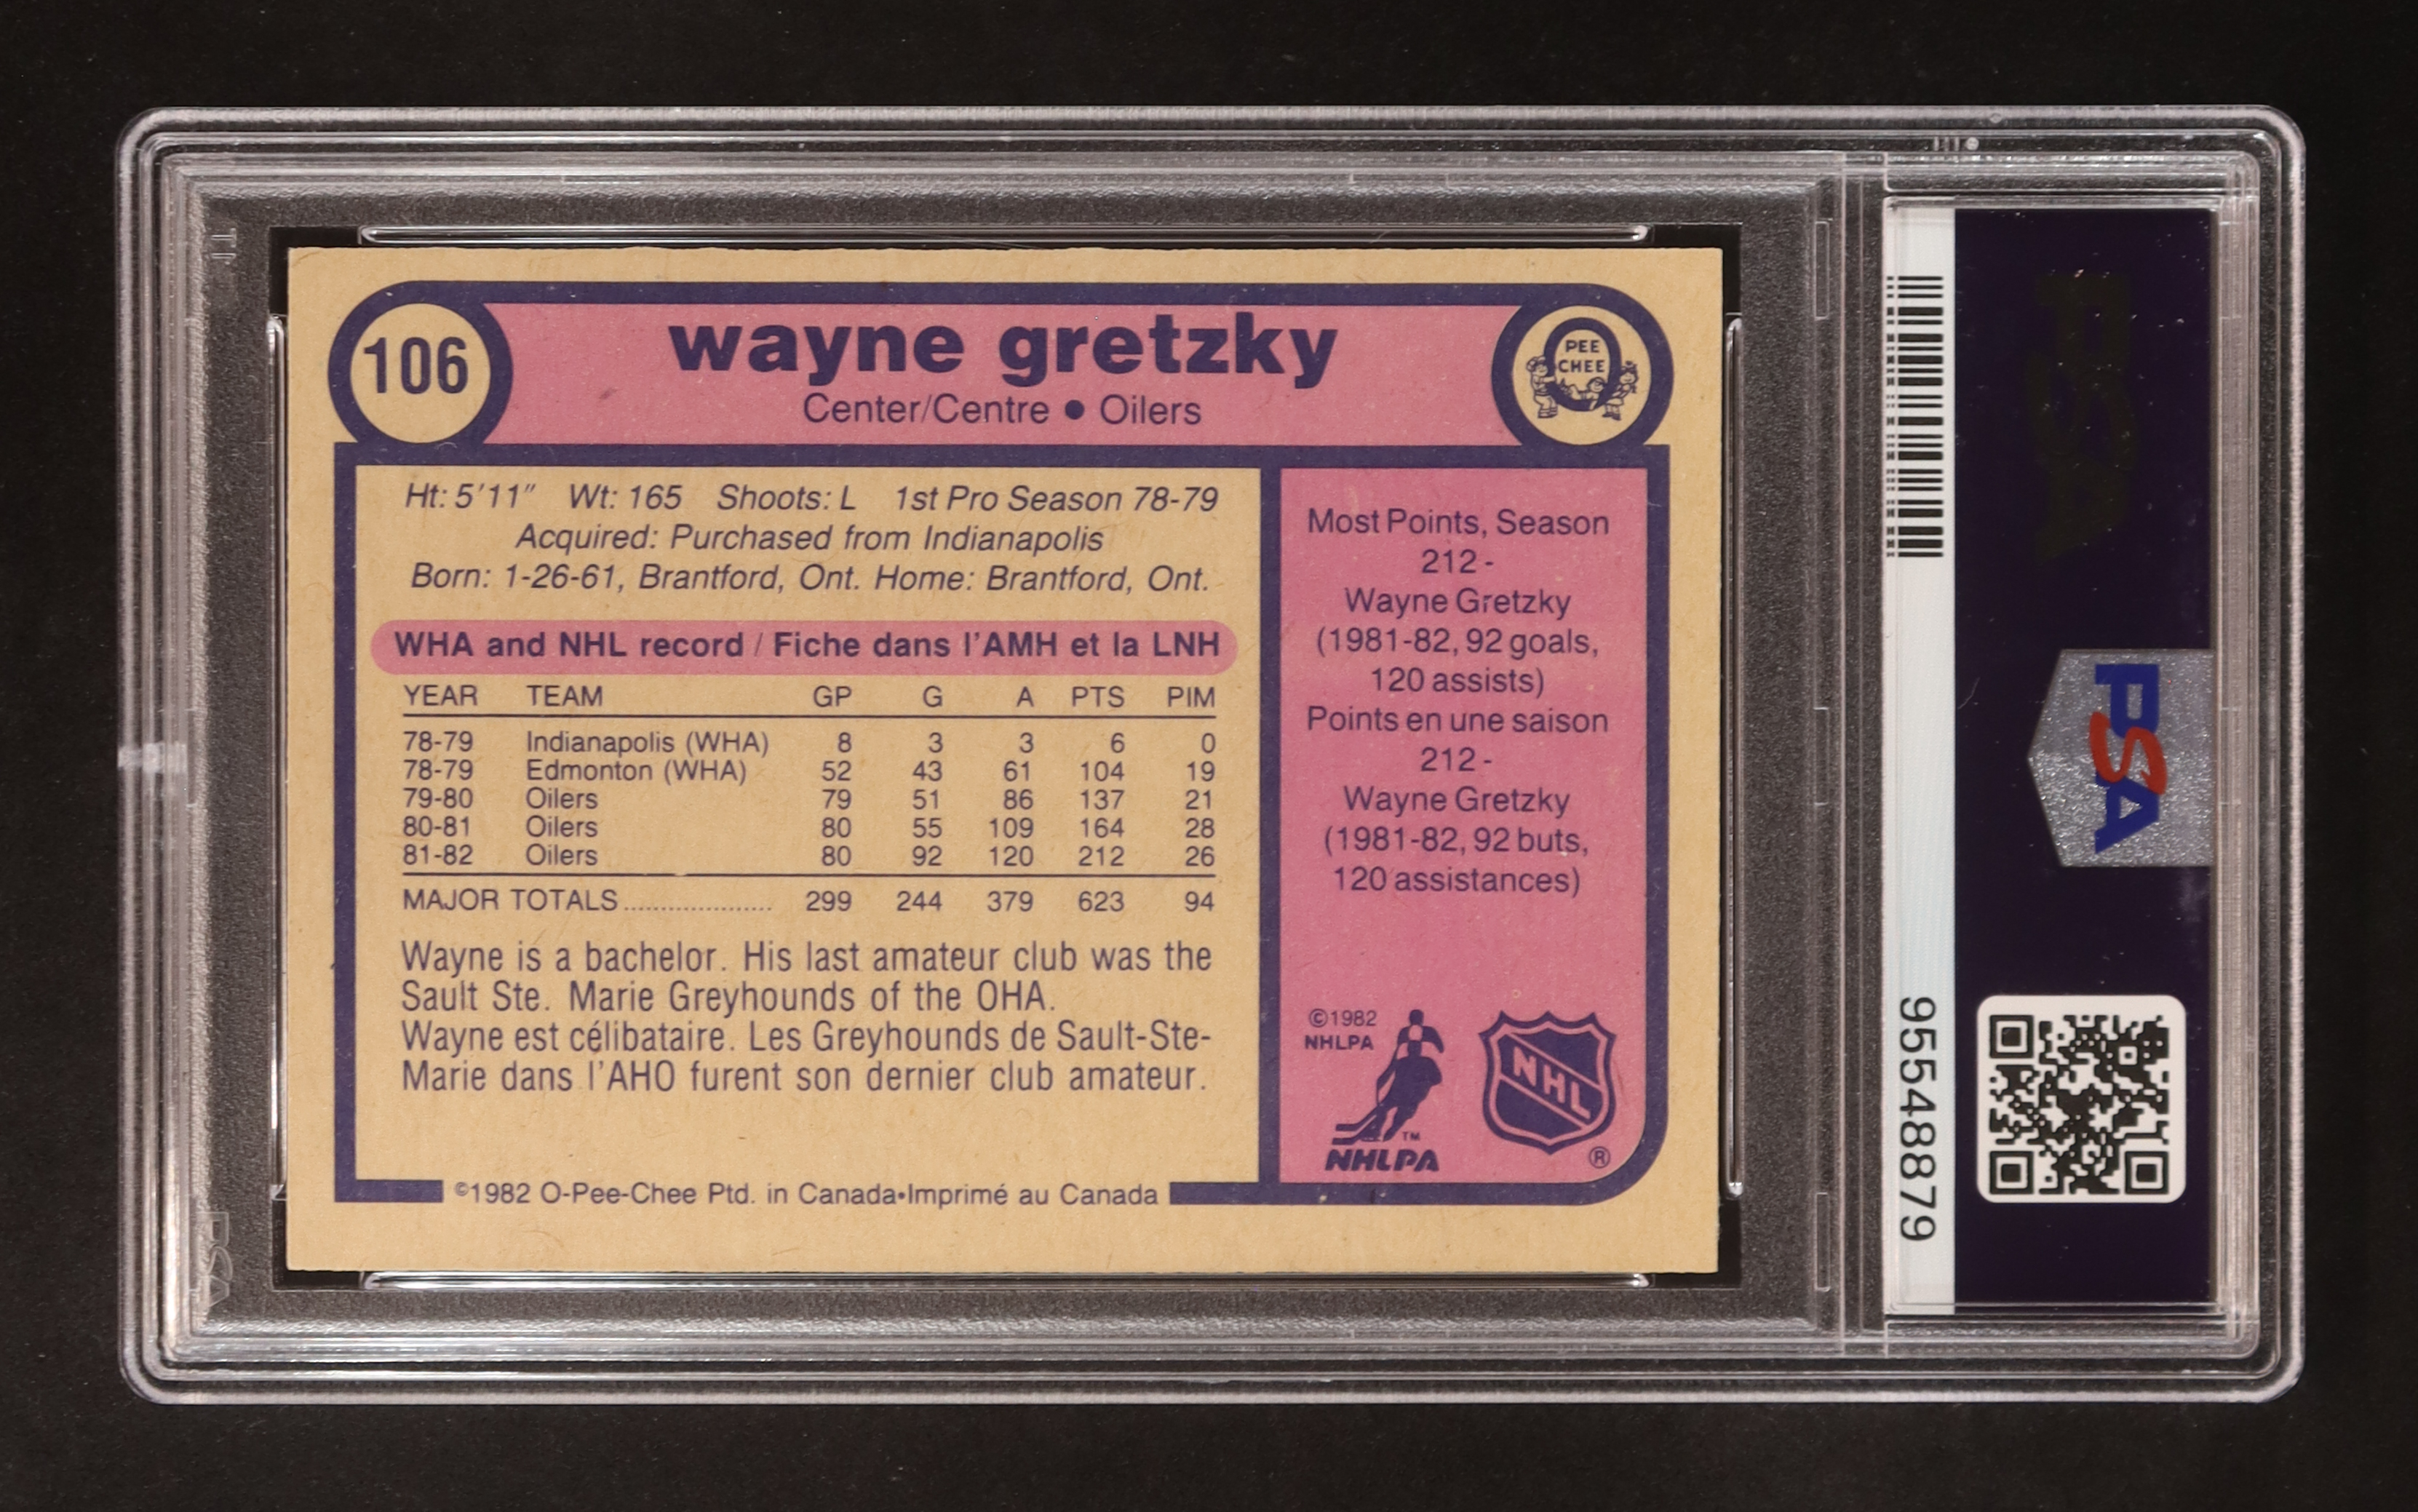 106
wayne gretzky
Center/Centre • Oilers
O PEE CHEE
Ht: 5'11" Wt: 165 Shoots: L 1st Pro Season 78-79
Acquired: Purchased from Indianapolis
Born: 1-26-61, Brantford, Ont. Home: Brantford, Ont.
WHA and NHL record / Fiche dans l'AMH et la LNH
YEAR TEAM GP G A PTS PIM
78-79 Indianapolis (WHA) 8 3 3 6 0
78-79 Edmonton (WHA) 52 43 61 104 19
79-80 Oilers 79 51 86 137 21
80-81 Oilers 80 55 109 164 28
81-82 Oilers 80 92 120 212 26
MAJOR TOTALS ..................... 299 244 379 623 94
Wayne is a bachelor. His last amateur club was the
Sault Ste. Marie Greyhounds of the OHA.
Wayne est célibataire. Les Greyhounds de Sault-Ste-
Marie dans l'AHO furent son dernier club amateur.
©1982 O-Pee-Chee Ptd. in Canada•Imprimé au Canada
Most Points, Season
212 -
Wayne Gretzky
(1981-82, 92 goals,
120 assists)
Points en une saison
212 -
Wayne Gretzky
(1981-82, 92 buts,
120 assistances)
©1982
NHLPA
TM
NHLPA
NHL
®
95548879
PSA
PSA
PSA